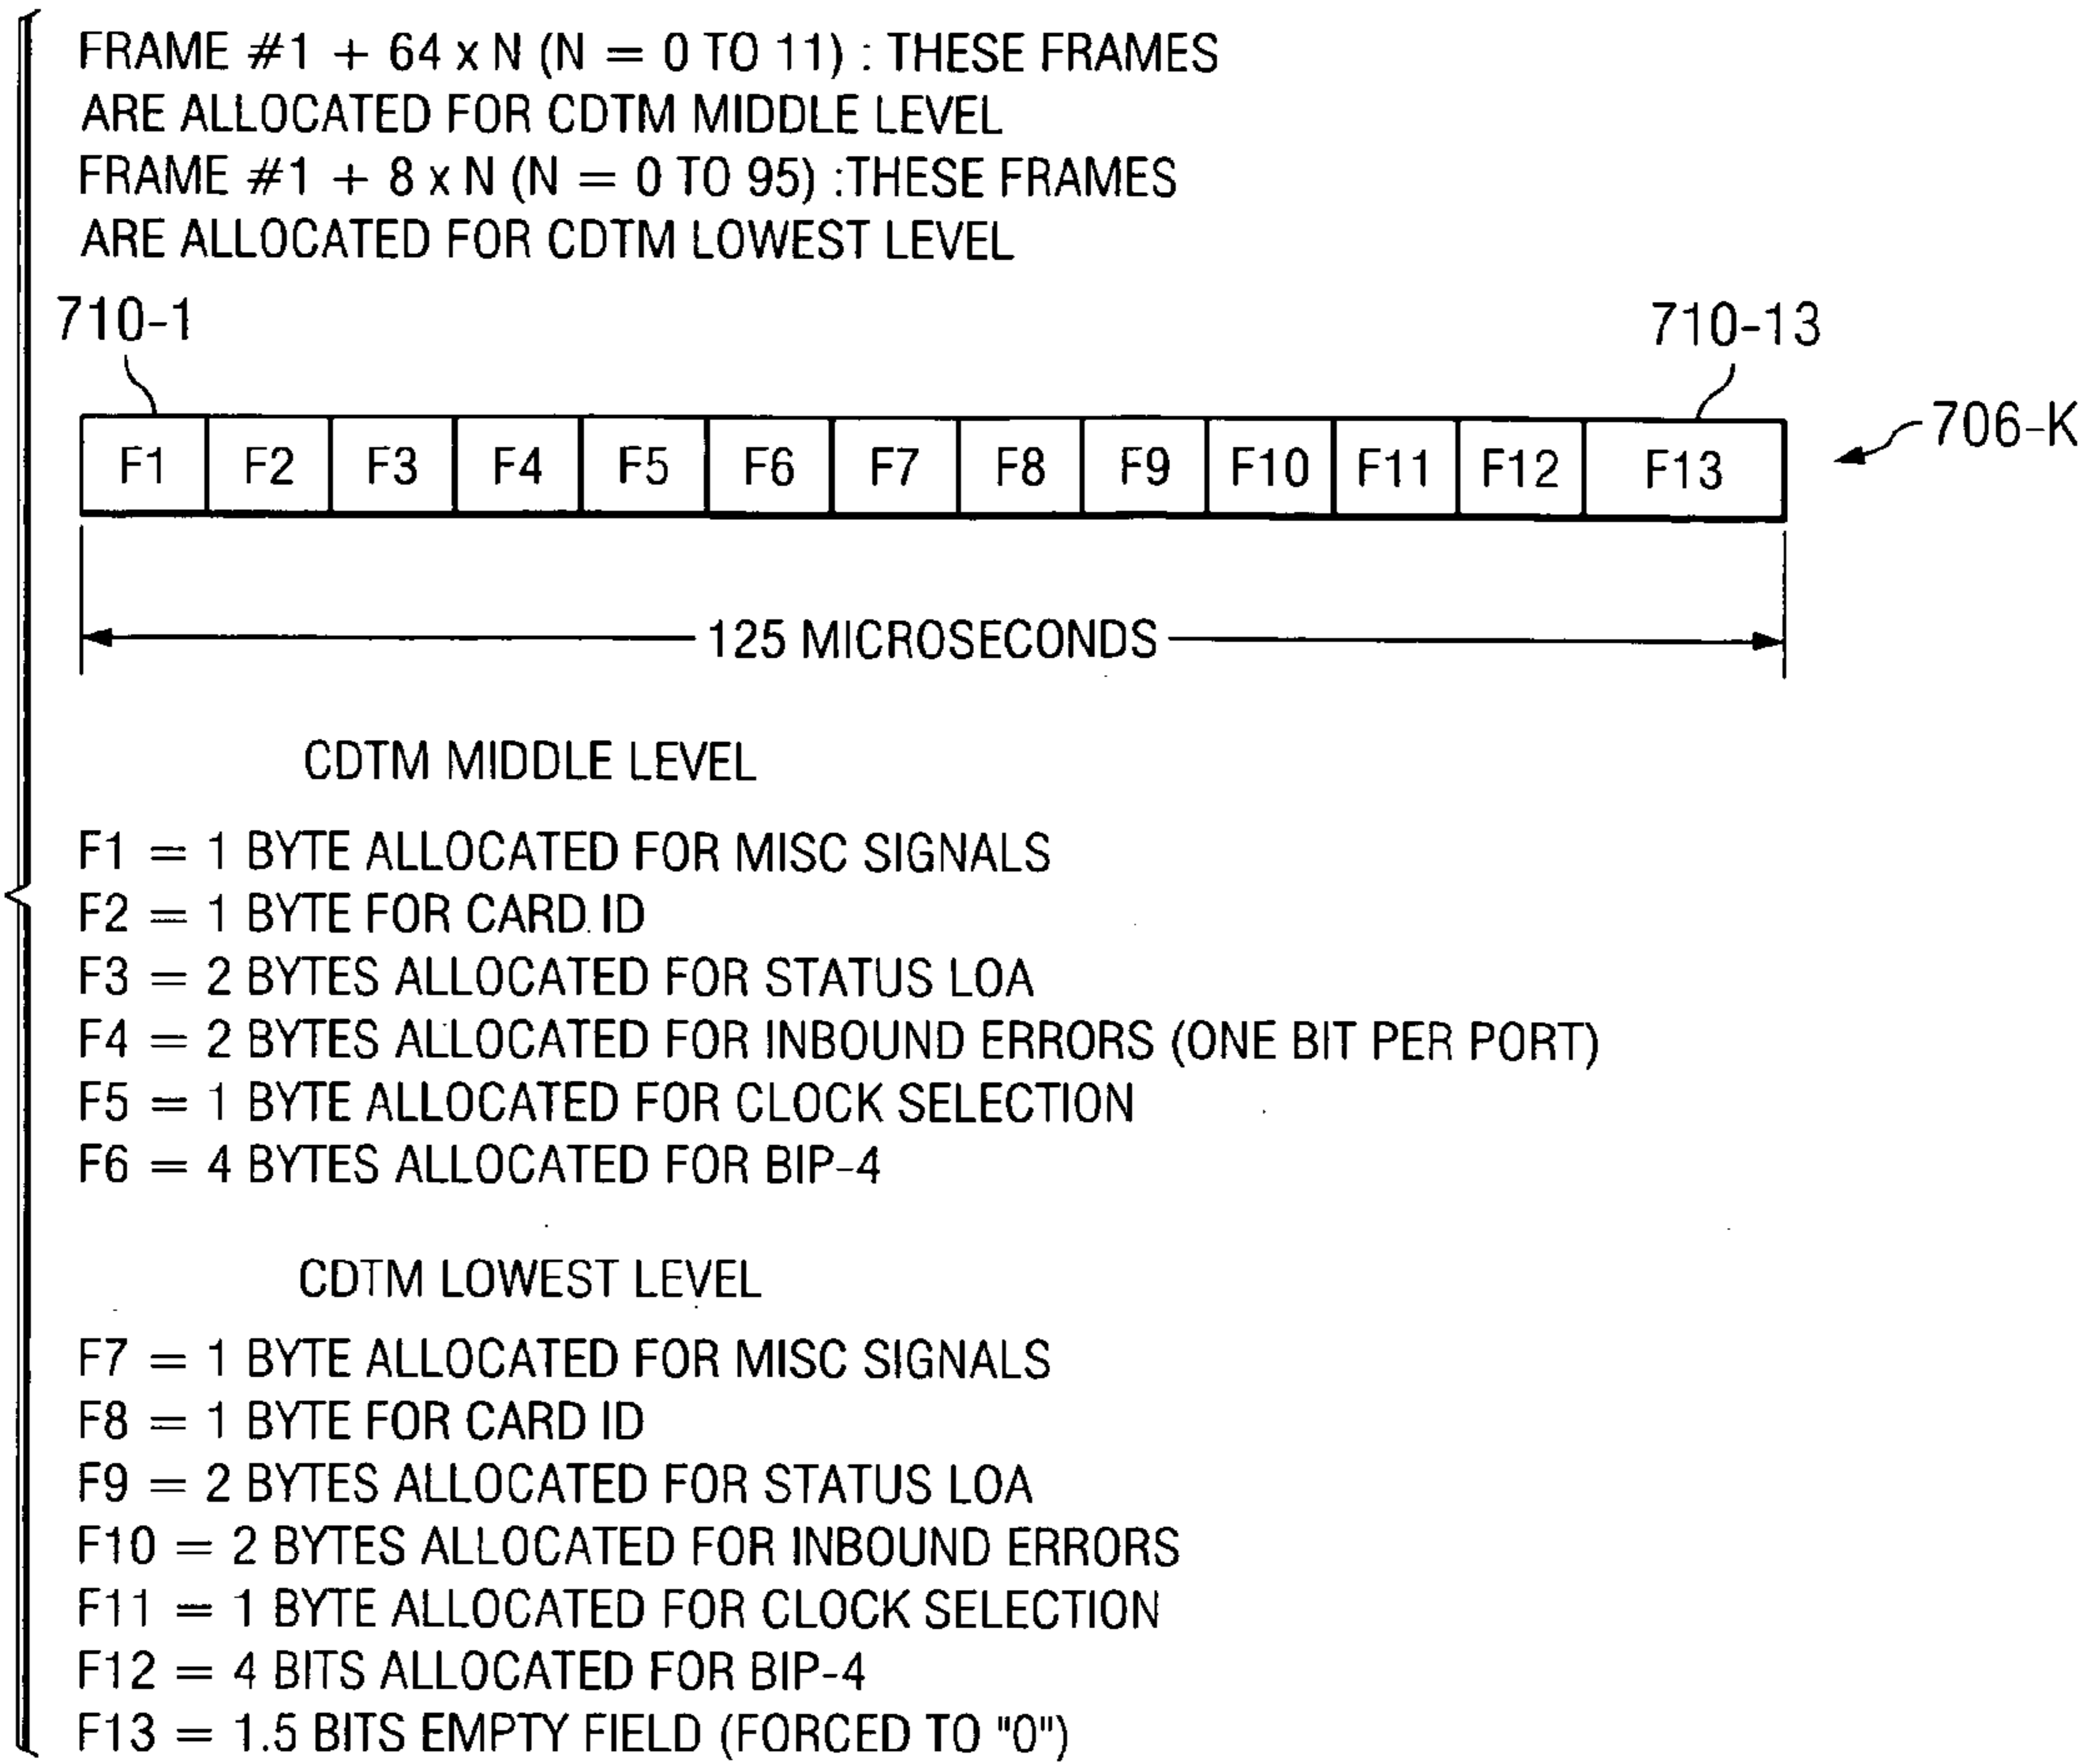 FRAME #1 + 64 x N (N = 0 TO 11) : THESE FRAMES
ARE ALLOCATED FOR CDTM MIDDLE LEVEL
FRAME #1 + 8 x N (N = 0 TO 95) :THESE FRAMES
ARE ALLOCATED FOR CDTM LOWEST LEVEL
710-1
710-13
706-K
F1 F2 F3 F4 F5 F6 F7 F8 F9 F10 F11 F12 F13
125 MICROSECONDS
CDTM MIDDLE LEVEL
F1 = 1 BYTE ALLOCATED FOR MISC SIGNALS
F2 = 1 BYTE FOR CARD ID
F3 = 2 BYTES ALLOCATED FOR STATUS LOA
F4 = 2 BYTES ALLOCATED FOR INBOUND ERRORS (ONE BIT PER PORT)
F5 = 1 BYTE ALLOCATED FOR CLOCK SELECTION
F6 = 4 BYTES ALLOCATED FOR BIP-4
CDTM LOWEST LEVEL
F7 = 1 BYTE ALLOCATED FOR MISC SIGNALS
F8 = 1 BYTE FOR CARD ID
F9 = 2 BYTES ALLOCATED FOR STATUS LOA
F10 = 2 BYTES ALLOCATED FOR INBOUND ERRORS
F11 = 1 BYTE ALLOCATED FOR CLOCK SELECTION
F12 = 4 BITS ALLOCATED FOR BIP-4
F13 = 1.5 BITS EMPTY FIELD (FORCED TO "0")